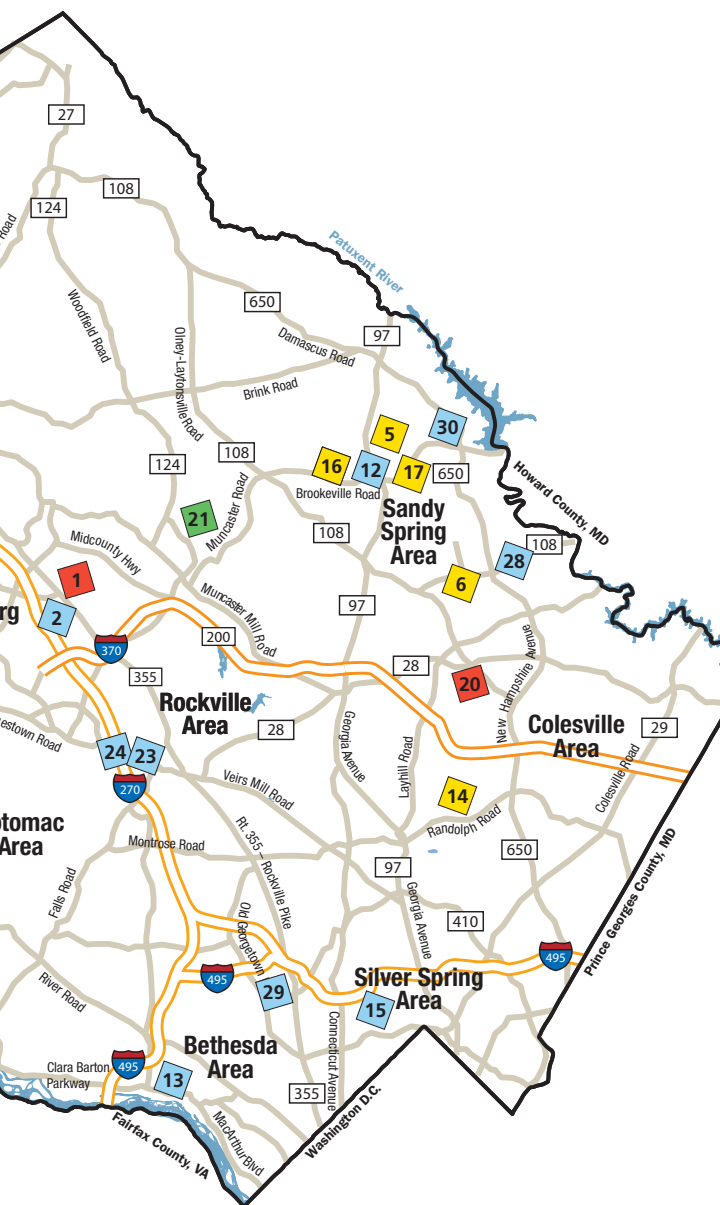 27
108
124
Road
Patuxent River
650
Woodfield Road
Olney-Laytonsville Road
97
Damascus Road
Brink Road
5
30
108
124
16
12
17
650
Brookeville Road
Howard County, MD
Muncaster Road
21
Sandy
Spring
Area
108
108
28
Midcounty Hwy
1
6
2
rg
Muncaster Mill Road
97
200
370
355
28
20
New Hampshire Avenue
Rockville
Area
28
Colesville
Area
29
estown Road
24
23
Georgia Avenue
Layhill Road
Colesville Road
270
Veirs Mill Road
14
Randolph Road
tomac
Area
Rt. 355 – Rockville Pike
Montrose Road
650
97
Falls Road
Georgia Avenue
Prince Georges County, MD
Old Georgetown
410
495
River Road
495
29
Silver Spring
Area
15
Connecticut Avenue
Bethesda
Area
495
Clara Barton
Parkway
13
355
Washington D.C.
MacArthur Blvd
Fairfax County, VA